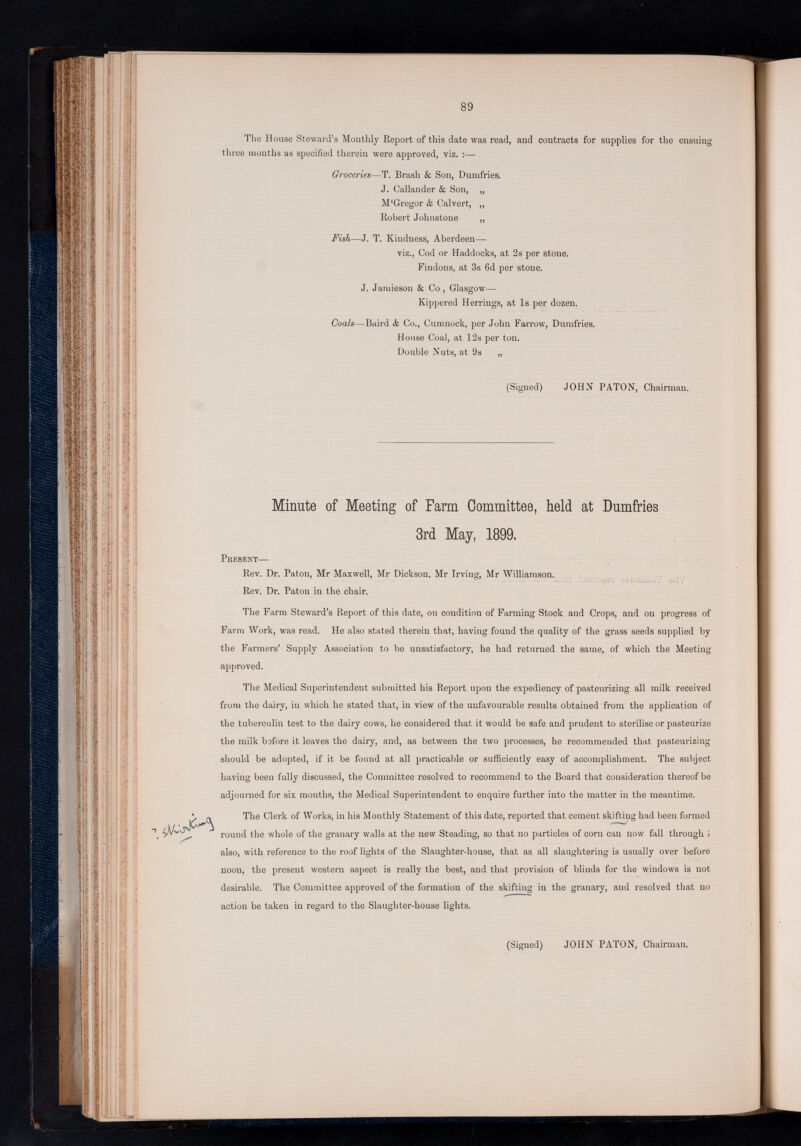 89
The House Steward's Monthly Report of this date was read, and contracts for supplies for the ensuing
three months as specified therein were approved, viz. :—
Groceries—T. Brash & Son, Dumfries.
J. Callander & Son, „
M‘Gregor & Calvert, „
Robert Johnstone „
Fish—J. T. Kindness, Aberdeen—
viz., Cod or Haddocks, at 2s per stone.
Findons, at 3s 6d per stone.
J. Jamieson & Co, Glasgow—
Kippered Herrings, at 1s per dozen.
Coals—Baird & Co., Cumnock, per John Farrow, Dumfries.
House Coal, at 12s per ton.
Double Nuts, at 9s „
(Signed) JOHN PATON, Chairman.
Minute of Meeting of Farm Committee, held at Dumfries
3rd May, 1899.
PRESENT—
Rev. Dr. Paton, Mr Maxwell, Mr Dickson, Mr Irving, Mr Williamson.
Rev. Dr. Paton in the chair.
The Farm Steward's Report of this date, on condition of Farming Stock and Crops, and on progress of
Farm Work, was read. He also stated therein that, having found the quality of the grass seeds supplied by
the Farmers' Supply Association to be unsatisfactory, he had returned the same, of which the Meeting
approved.
The Medical Superintendent submitted his Report upon the expediency of pasteurizing all milk received
from the dairy, in which he stated that, in view of the unfavourable results obtained from the application of
the tuberculin test to the dairy cows, he considered that it would be safe and prudent to sterilise or pasteurize
the milk before it leaves the dairy, and, as between the two processes, he recommended that pasteurizing
should be adopted, if it be found at all practicable or sufficiently easy of accomplishment. The subject
having been fully discussed, the Committee resolved to recommend to the Board that consideration thereof be
adjourned for six months, the Medical Superintendent to enquire further into the matter in the meantime.
The Clerk of Works, in his Monthly Statement of this date, reported that cement skifting had been formed
? skirting
round the whole of the granary walls at the new Steading, so that no particles of corn can now fall through ;
also, with reference to the roof lights of the Slaughter-house, that as all slaughtering is usually over before
noon, the present western aspect is really the best, and that provision of blinds for the windows is not
desirable. The Committee approved of the formation of the skifting in the granary, and resolved that no
action be taken in regard to the Slaughter-house lights.
(Signed) JOHN PATON, Chairman.